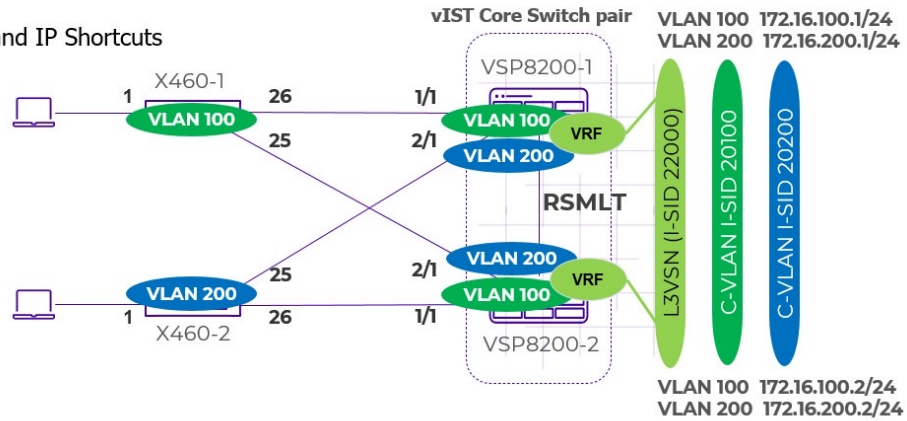 vIST Core Switch pair
VLAN 100 172.16.100.1/24
VLAN 200 172.16.200.1/24
and IP Shortcuts
X460-1
VSP8200-1
1
26
1/1
VLAN 100
VLAN 100
VRF
25
2/1
VLAN 200
RSMLT
L3VSN (I-SID 22000)
C-VLAN I-SID 20100
C-VLAN I-SID 20200
25
2/1
VLAN 200
VRF
VLAN 200
VLAN 100
1
26
1/1
X460-2
VSP8200-2
VLAN 100 172.16.100.2/24
VLAN 200 172.16.200.2/24